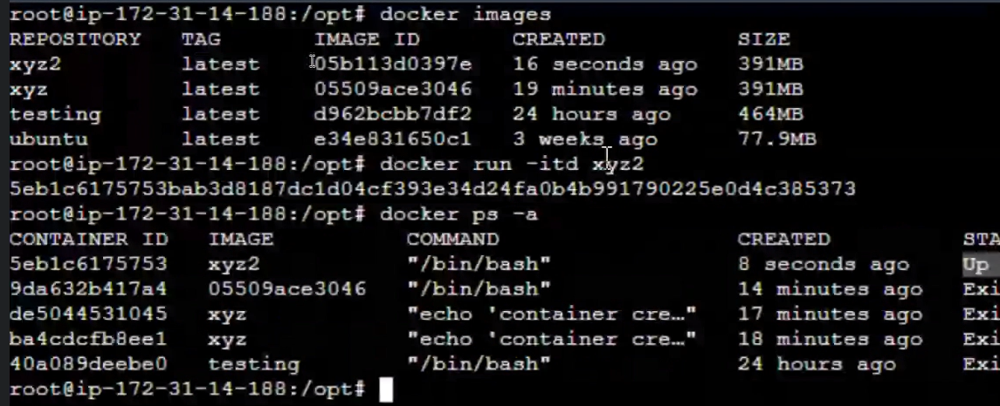 root@ip-172-31-14-188:/opt# docker images
REPOSITORY TAG IMAGE ID CREATED SIZE
xyz2 latest 05b113d0397e 16 seconds ago 391MB
xyz latest 05509ace3046 19 minutes ago 391MB
testing latest d962bcbb7df2 24 hours ago 464MB
ubuntu latest e34e831650c1 3 weeks ago 77.9MB
root@ip-172-31-14-188:/opt# docker run -itd xyz2
5eb1c6175753bab3d8187dc1d04cf393e34d24fa0b4b991790225e0d4c385373
root@ip-172-31-14-188:/opt# docker ps -a
CONTAINER ID IMAGE COMMAND CREATED STA
5eb1c6175753 xyz2 "/bin/bash" 8 seconds ago Up
9da632b417a4 05509ace3046 "/bin/bash" 14 minutes ago Exi
de5044531045 xyz "echo 'container cre…" 17 minutes ago Exi
ba4cdcfb8ee1 xyz "echo 'container cre…" 18 minutes ago Exi
40a089deebe0 testing "/bin/bash" 24 hours ago Exi
root@ip-172-31-14-188:/opt#